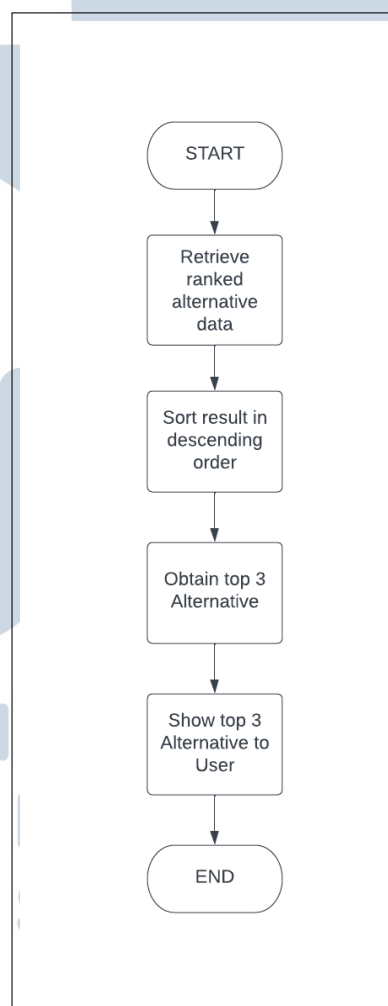 START
Retrieve
ranked
alternative
data
Sort result in
descending
order
Obtain top 3
Alternative
Show top 3
Alternative to
User
END